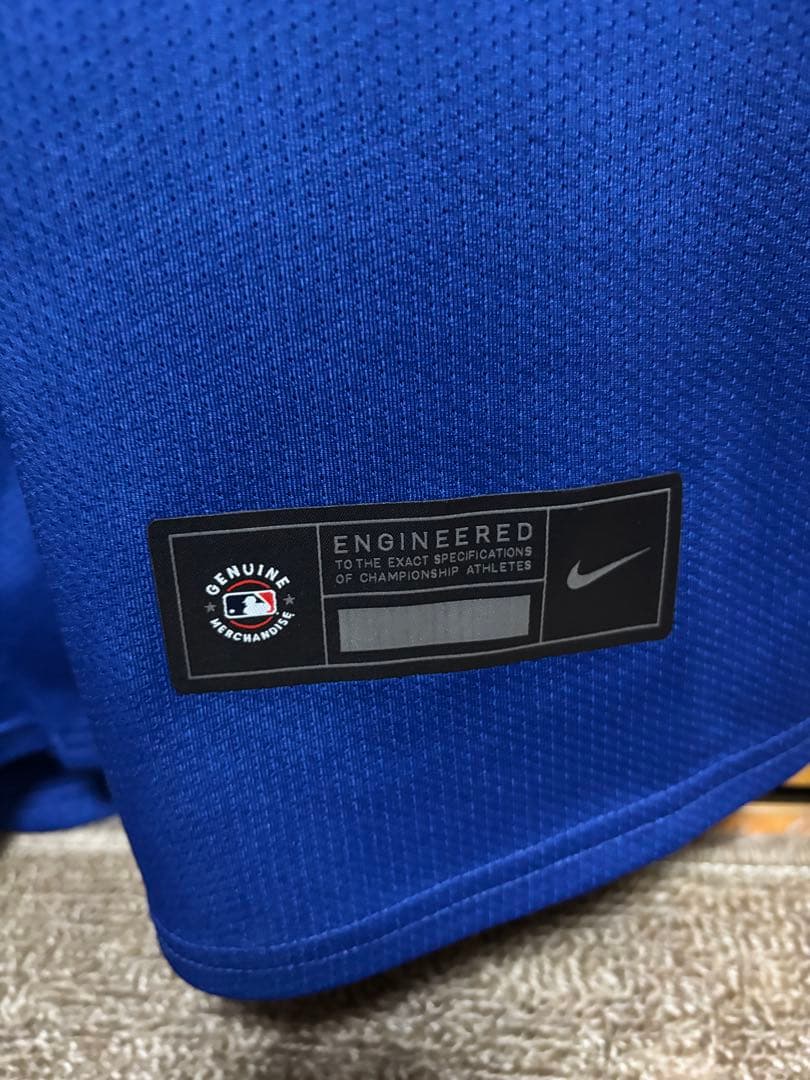 GENUINE
MERCHANDISE
ENGINEERED
TO THE EXACT SPECIFICATIONS
OF CHAMPIONSHIP ATHLETES